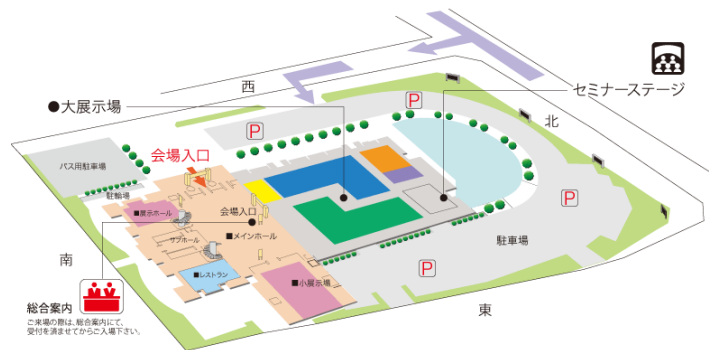 西
●大展示場
セミナーステージ
P
P
北
会場入口
バス用駐車場
駐輪場
P
■展示ホール
会場入口
サブホール
■メインホール
駐車場
南
■レストラン
P
■小展示場
総合案内
東
ご来場の際は、総合案内にて、
受付を済ませてからご入場下さい。